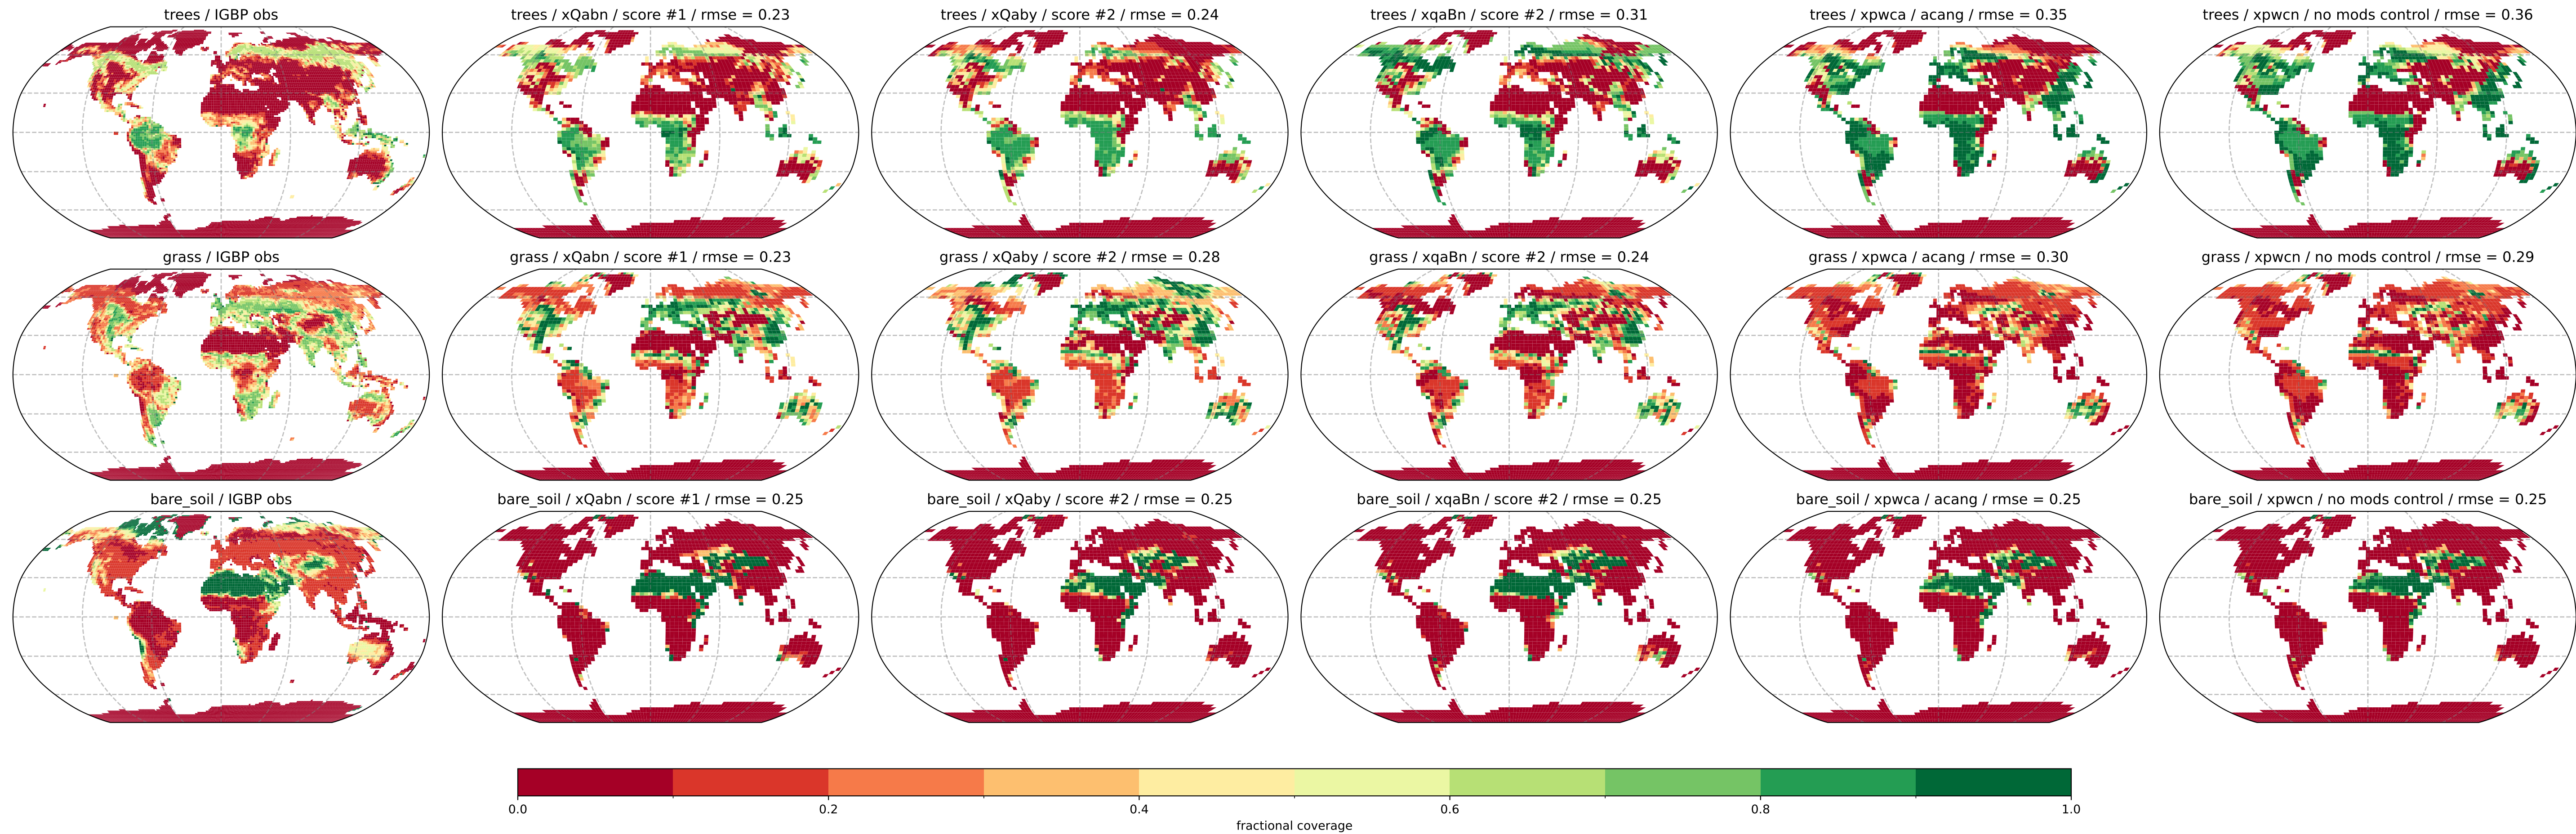 trees / IGBP obs
trees / xQabn / score #1 / rmse = 0.23
trees / xQaby / score #2 / rmse = 0.24
trees / xqaBn / score #2 / rmse = 0.31
trees / xpwca / acang / rmse = 0.35
trees / xpwcn / no mods control / rmse = 0.36
grass / IGBP obs
grass / xQabn / score #1 / rmse = 0.23
grass / xQaby / score #2 / rmse = 0.28
grass / xqaBn / score #2 / rmse = 0.24
grass / xpwca / acang / rmse = 0.30
grass / xpwcn / no mods control / rmse = 0.29
bare_soil / IGBP obs
bare_soil / xQabn / score #1 / rmse = 0.25
bare_soil / xQaby / score #2 / rmse = 0.25
bare_soil / xqaBn / score #2 / rmse = 0.25
bare_soil / xpwca / acang / rmse = 0.25
bare_soil / xpwcn / no mods control / rmse = 0.25
0.0 0.2 0.4 0.6 0.8 1.0
fractional coverage